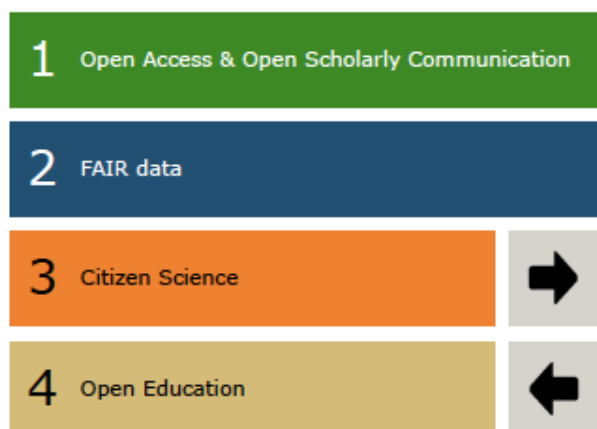 1 Open Access & Open Scholarly Communication
2 FAIR data
3 Citizen Science
4 Open Education